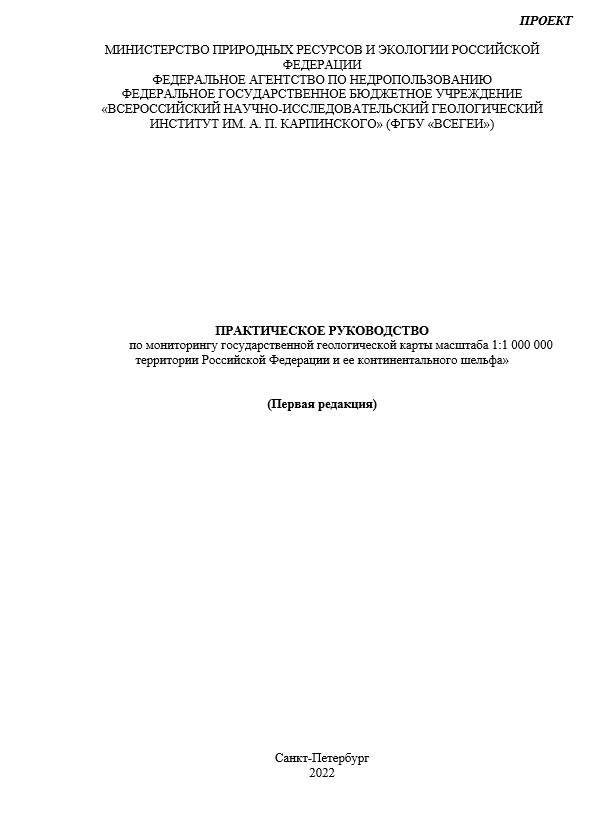 ПРОЕКТ
МИНИСТЕРСТВО ПРИРОДНЫХ РЕСУРСОВ И ЭКОЛОГИИ РОССИЙСКОЙ
ФЕДЕРАЦИИ
ФЕДЕРАЛЬНОЕ АГЕНТСТВО ПО НЕДРОПОЛЬЗОВАНИЮ
ФЕДЕРАЛЬНОЕ ГОСУДАРСТВЕННОЕ БЮДЖЕТНОЕ УЧРЕЖДЕНИЕ
«ВСЕРОССИЙСКИЙ НАУЧНО-ИССЛЕДОВАТЕЛЬСКИЙ ГЕОЛОГИЧЕСКИЙ
ИНСТИТУТ ИМ. А. П. КАРПИНСКОГО» (ФГБУ «ВСЕГЕИ»)
ПРАКТИЧЕСКОЕ РУКОВОДСТВО
по мониторингу государственной геологической карты масштаба 1:1 000 000
территории Российской Федерации и ее континентального шельфа»
(Первая редакция)
Санкт-Петербург
2022